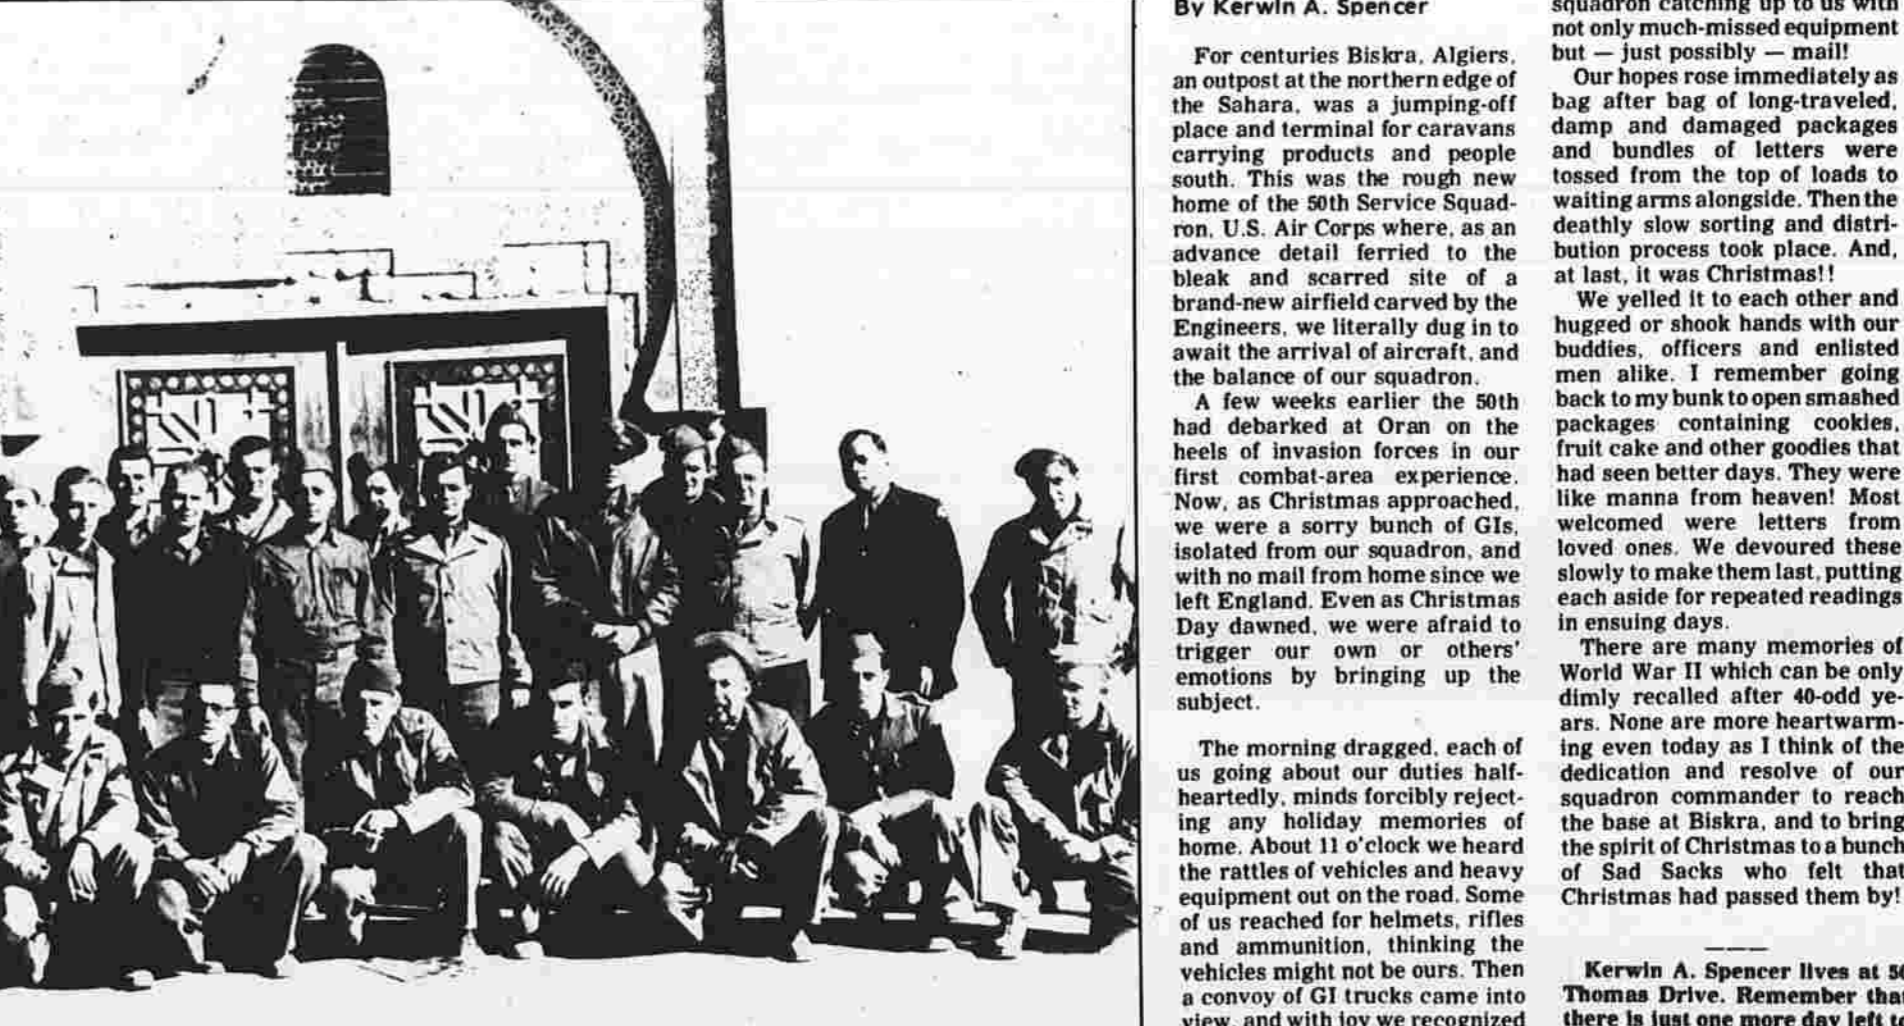 By Kerwin A. Spencer
For centuries Biskra, Algiers,
an outpost at the northern edge of
the Sahara, was a jumping-off
place and terminal for caravans
carrying products and people
south. This was the rough new
home of the 50th Service Squad-
ron, U.S. Air Corps where, as an
advance detail ferried to the
bleak and scarred site of a
brand-new airfield carved by the
Engineers, we literally dug in to
await the arrival of aircraft, and
the balance of our squadron.
A few weeks earlier the 50th
had debarked at Oran on the
heels of invasion forces in our
first combat-area experience.
Now, as Christmas approached,
we were a sorry bunch of GIs,
isolated from our squadron, and
with no mail from home since we
left England. Even as Christmas
Day dawned, we were afraid to
trigger our own or others'
emotions by bringing up the
subject.
The morning dragged, each of
us going about our duties half-
heartedly, minds forcibly reject-
ing any holiday memories of
home. About 11 o'clock we heard
the rattles of vehicles and heavy
equipment out on the road. Some
of us reached for helmets, rifles
and ammunition, thinking the
vehicles might not be ours. Then
a convoy of GI trucks came into
view, and with joy we recognized
squadron catching up to us with
not only much-missed equipment
but — just possibly — mail!
Our hopes rose immediately as
bag after bag of long-traveled,
damp and damaged packages
and bundles of letters were
tossed from the top of loads to
waiting arms alongside. Then the
deathly slow sorting and distri-
bution process took place. And,
at last, it was Christmas!!
We yelled it to each other and
hugged or shook hands with our
buddies, officers and enlisted
men alike. I remember going
back to my bunk to open smashed
packages containing cookies,
fruit cake and other goodies that
had seen better days. They were
like manna from heaven! Most
welcomed were letters from
loved ones. We devoured these
slowly to make them last, putting
each aside for repeated readings
in ensuing days.
There are many memories of
World War II which can be only
dimly recalled after 40-odd ye-
ars. None are more heartwarm-
ing even today as I think of the
dedication and resolve of our
squadron commander to reach
the base at Biskra, and to bring
the spirit of Christmas to a bunch
of Sad Sacks who felt that
Christmas had passed them by!
Kerwin A. Spencer lives at
Thomas Drive. Remember that
there is just one more day left